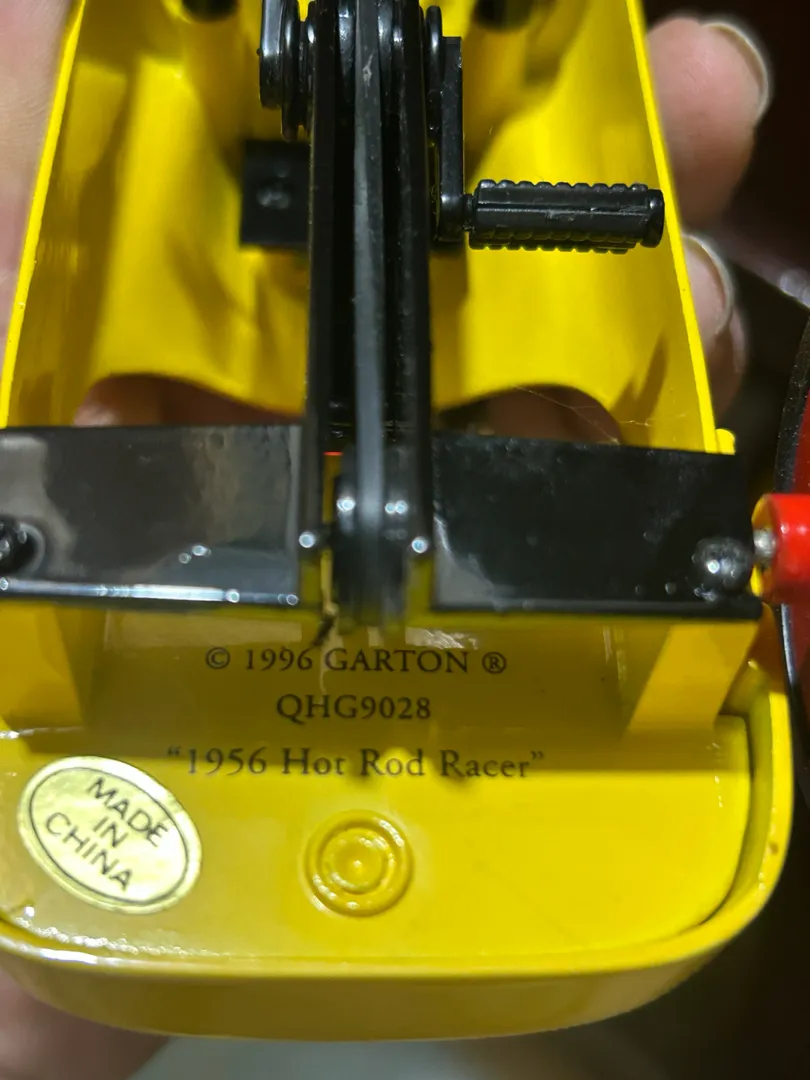 © 1996 GARTON ®
QHG9028
“1956 Hot Rod Racer”
MADE
IN
CHINA